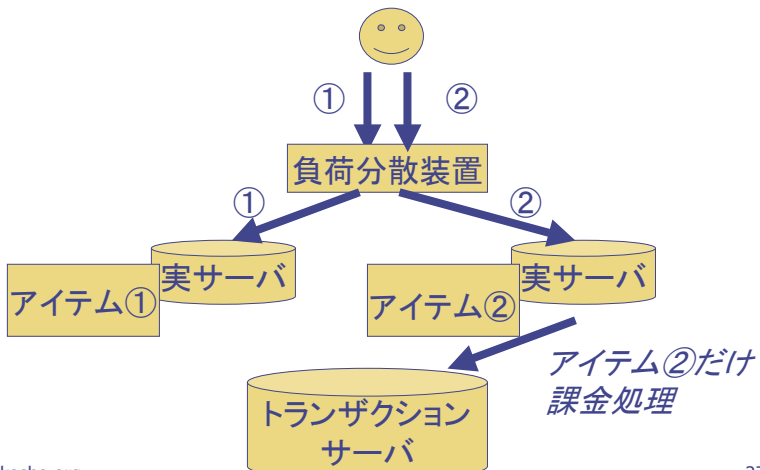 ①
②
負荷分散装置
①
②
実サーバ
アイテム①
実サーバ
アイテム②
アイテム②だけ
課金処理
トランザクション
サーバ